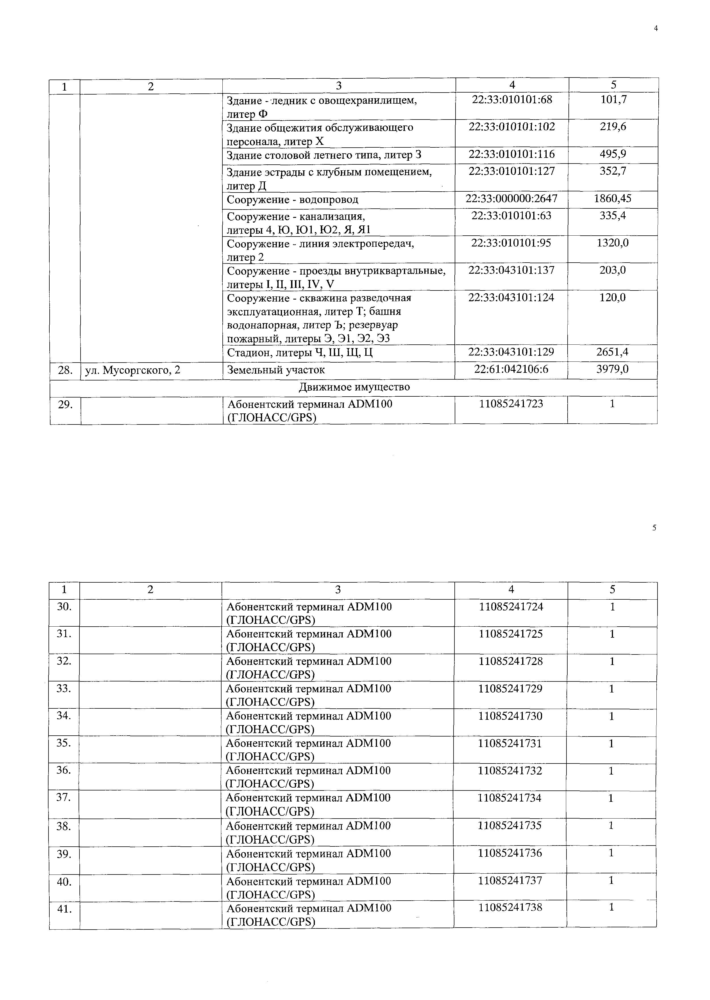 4
1 2 3 4 5
Здание - ледник с овощехранилищем, 22:33:010101:68 101,7
литер Ф
Здание общежития обслуживающего 22:33:010101:102 219,6
персонала, литер Х
Здание столовой летнего типа, литер З 22:33:010101:116 495,9
Здание эстрады с клубным помещением, 22:33:010101:127 352,7
литер Д
Сооружение - водопровод 22:33:000000:2647 1860,45
Сооружение - канализация, 22:33:010101:63 335,4
литеры 4, Ю, Ю1, Ю2, Я, Я1
Сооружение - линия электропередач, 22:33:010101:95 1320,0
литер 2
Сооружение - проезды внутриквартальные, 22:33:043101:137 203,0
литеры I, II, III, IV, V
Сооружение - скважина разведочная 22:33:043101:124 120,0
эксплуатационная, литер Т; башня
водонапорная, литер Ъ; резервуар
пожарный, литеры Э, Э1, Э2, Э3
Стадион, литеры Ч, Ш, Щ, Ц 22:33:043101:129 2651,4
28. ул. Мусоргского, 2 Земельный участок 22:61:042106:6 3979,0
Движимое имущество
29. Абонентский терминал ADM100 11085241723 1
(ГЛОНАСС/GPS)
5
1 2 3 4 5
30. Абонентский терминал ADM100 11085241724 1
(ГЛОНАСС/GPS)
31. Абонентский терминал ADM100 11085241725 1
(ГЛОНАСС/GPS)
32. Абонентский терминал ADM100 11085241728 1
(ГЛОНАСС/GPS)
33. Абонентский терминал ADM100 11085241729 1
(ГЛОНАСС/GPS)
34. Абонентский терминал ADM100 11085241730 1
(ГЛОНАСС/GPS)
35. Абонентский терминал ADM100 11085241731 1
(ГЛОНАСС/GPS)
36. Абонентский терминал ADM100 11085241732 1
(ГЛОНАСС/GPS)
37. Абонентский терминал ADM100 11085241734 1
(ГЛОНАСС/GPS)
38. Абонентский терминал ADM100 11085241735 1
(ГЛОНАСС/GPS)
39. Абонентский терминал ADM100 11085241736 1
(ГЛОНАСС/GPS)
40. Абонентский терминал ADM100 11085241737 1
(ГЛОНАСС/GPS)
41. Абонентский терминал ADM100 11085241738 1
(ГЛОНАСС/GPS)